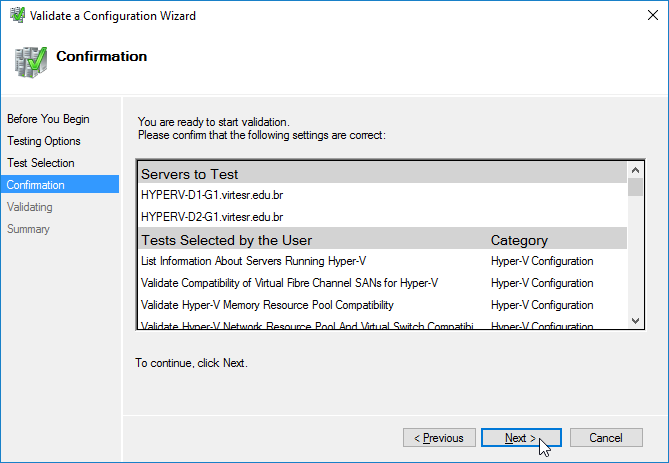 Validate a Configuration Wizard
Confirmation
Before You Begin
Testing Options
Test Selection
Confirmation
Validating
Summary
You are ready to start validation.
Please confirm that the following settings are correct:
Servers to Test
HYPERV-D1-G1.virtesr.edu.br
HYPERV-D2-G1.virtesr.edu.br
Tests Selected by the User Category
List Information About Servers Running Hyper-V Hyper-V Configuration
Validate Compatibility of Virtual Fibre Channel SANs for Hyper-V Hyper-V Configuration
Validate Hyper-V Memory Resource Pool Compatibility Hyper-V Configuration
Validate Hyper-V Network Resource Pool And Virtual Switch Compatibi... Hyper-V Configuration
To continue, click Next.
< Previous Next > Cancel